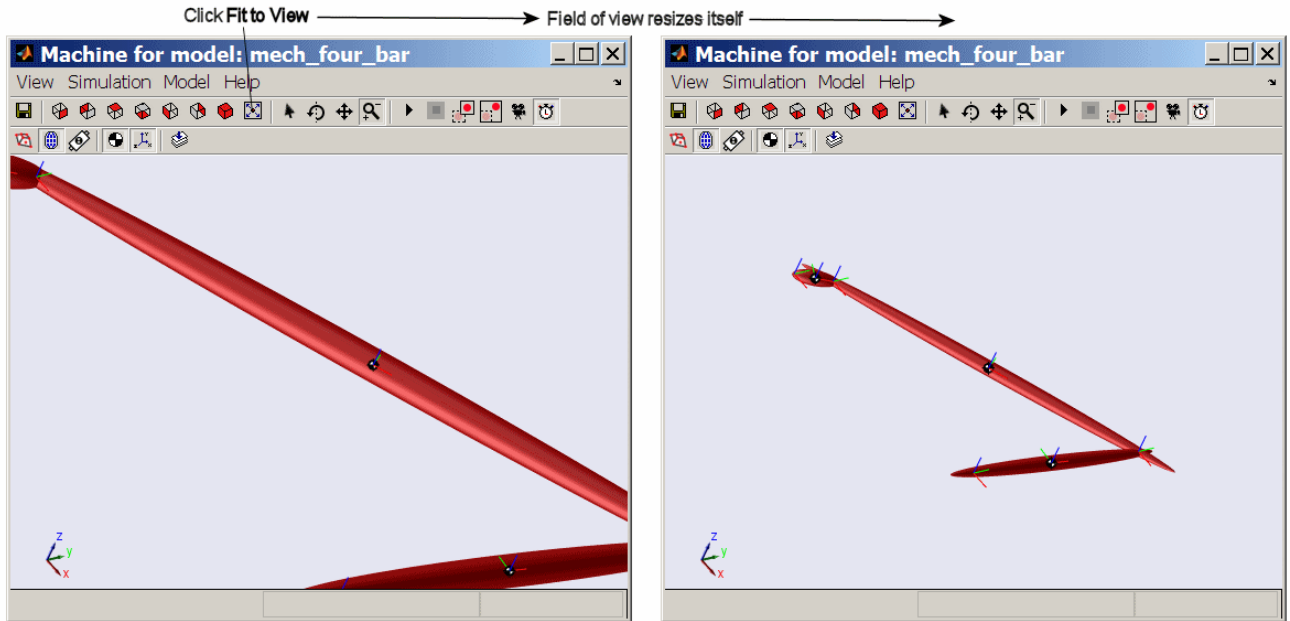 Click Fit to View
Field of view resizes itself
Machine for model: mech_four_bar
View Simulation Model Help
z
y
x
Machine for model: mech_four_bar
View Simulation Model Help
z
y
x